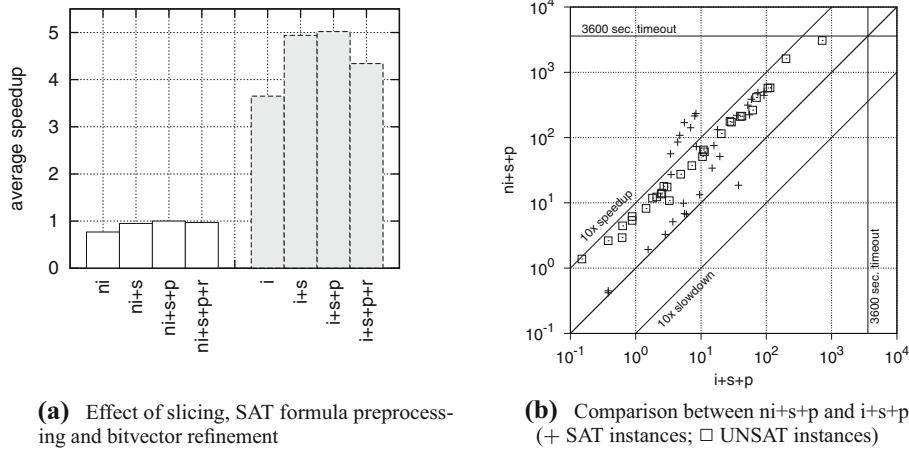 5
4
3
2
1
0
average speedup
ni
ni+s
ni+s+p
ni+s+p+r
i
i+s
i+s+p
i+s+p+r
(a) Effect of slicing, SAT formula preprocess-
ing and bitvector refinement
10^4
10^3
10^2
10^1
10^0
10^-1
ni+s+p
3600 sec. timeout
10x speedup
10x slowdown
3600 sec. timeout
10^-1 10^0 10^1 10^2 10^3 10^4
i+s+p
(b) Comparison between ni+s+p and i+s+p
(+ SAT instances; □ UNSAT instances)